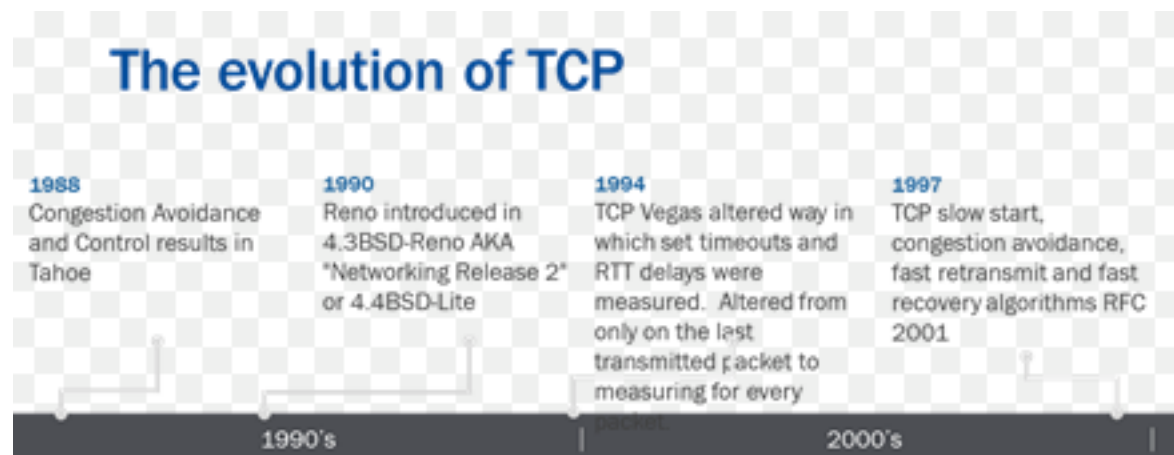 The evolution of TCP
1988
Congestion Avoidance
and Control results in
Tahoe
1990
Reno introduced in
4.3BSD-Reno AKA
"Networking Release 2"
or 4.4BSD-Lite
1994
TCP Vegas altered way in
which set timeouts and
RTT delays were
measured.  Altered from
only on the last
transmitted packet to
measuring for every
packet.
1997
TCP slow start,
congestion avoidance,
fast retransmit and fast
recovery algorithms RFC
2001
1990's
2000's